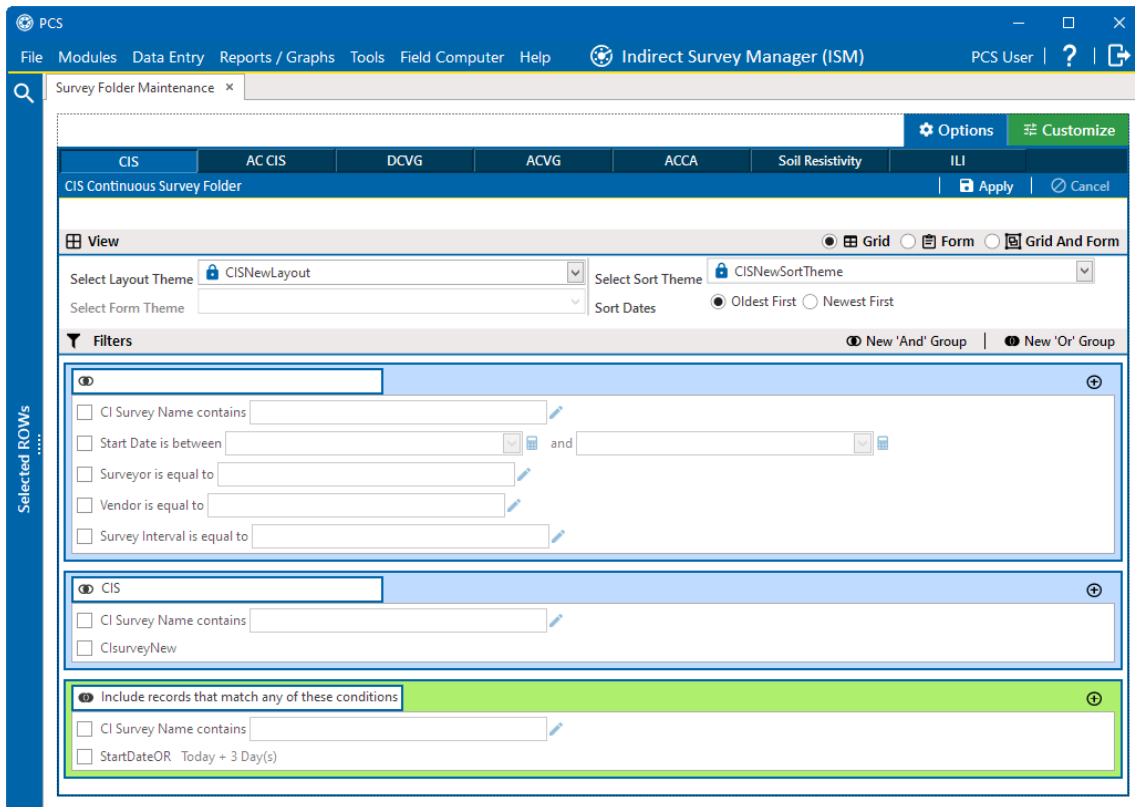 PCS
File Modules Data Entry Reports / Graphs Tools Field Computer Help Indirect Survey Manager (ISM) PCS User ?
Survey Folder Maintenance ×
Options Customize
CIS AC CIS DCVG ACVG ACCA Soil Resistivity ILI
CIS Continuous Survey Folder Apply Cancel
View Grid Form Grid And Form
Select Layout Theme CISNewLayout Select Sort Theme CISNewSortTheme
Select Form Theme Sort Dates Oldest First Newest First
Filters New 'And' Group New 'Or' Group
CI Survey Name contains
Start Date is between and
Surveyor is equal to
Vendor is equal to
Survey Interval is equal to
CIS
CI Survey Name contains
CIsurveyNew
Include records that match any of these conditions
CI Survey Name contains
StartDateOR Today + 3 Day(s)
Selected ROWs